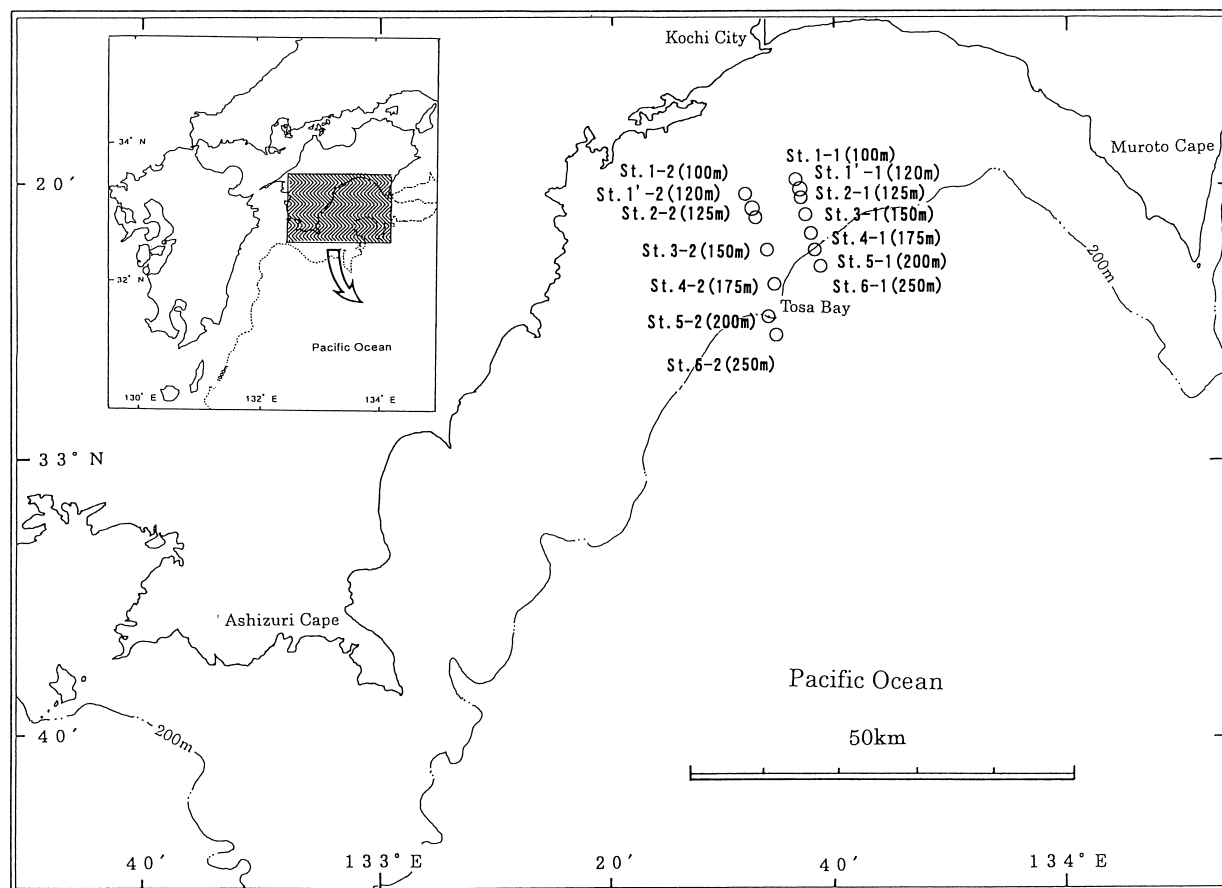 Kochi City
Muroto Cape
34° N
32° N
130° E
132° E
134° E
Pacific Ocean
20′
St. 1-2 (100m)
St. 1'-2 (120m)
St. 2-2 (125m)
St. 3-2 (150m)
St. 4-2 (175m)
St. 5-2 (200m)
St. 6-2 (250m)
St. 1-1 (100m)
St. 1'-1 (120m)
St. 2-1 (125m)
St. 3-1 (150m)
St. 4-1 (175m)
St. 5-1 (200m)
St. 6-1 (250m)
Tosa Bay
200m
33° N
Ashizuri Cape
Pacific Ocean
50km
40′
200m
40′
133° E
20′
40′
134° E